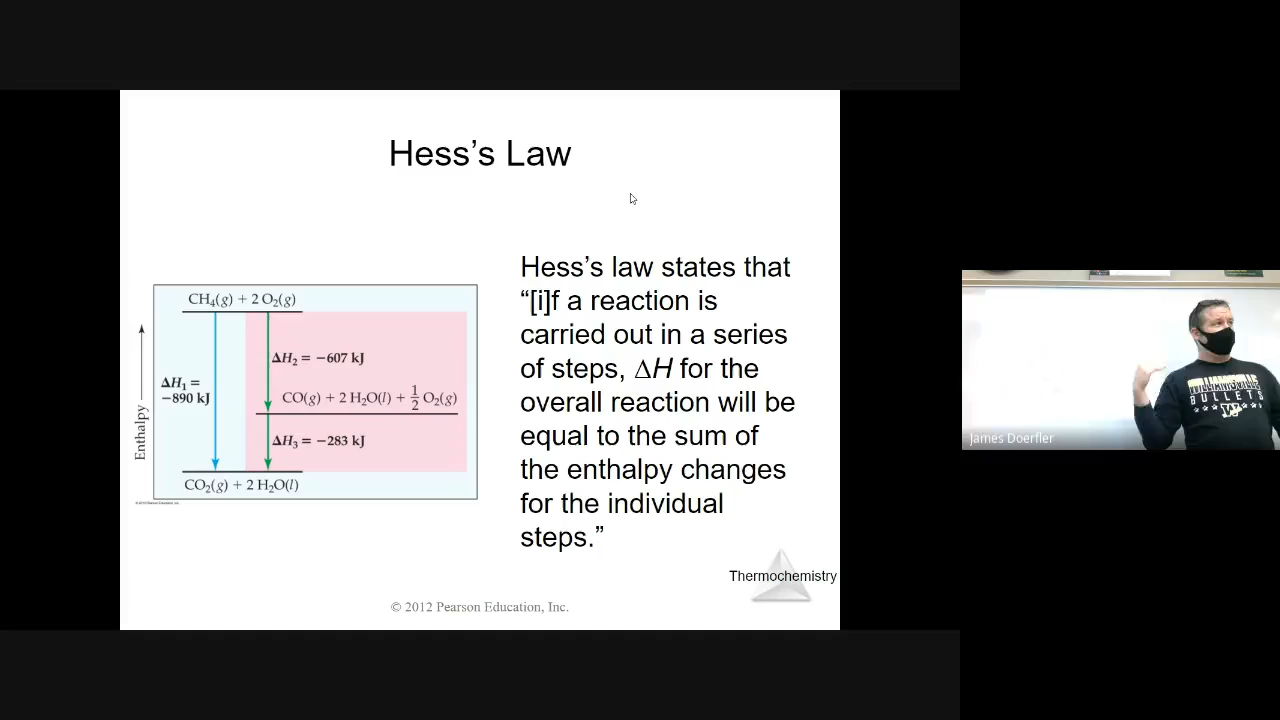 Hess’s Law
Hess’s law states that
“[i]f a reaction is
carried out in a series
of steps, ΔH for the
overall reaction will be
equal to the sum of
the enthalpy changes
for the individual
steps.”
CH₄(g) + 2 O₂(g)
ΔH₂ = −607 kJ
ΔH₁ =
−890 kJ
CO(g) + 2 H₂O(l) + 1/2 O₂(g)
ΔH₃ = −283 kJ
CO₂(g) + 2 H₂O(l)
Enthalpy
Thermochemistry
© 2012 Pearson Education, Inc.
James Doerfler
WILLIAMSVILLE
BULLETS
W